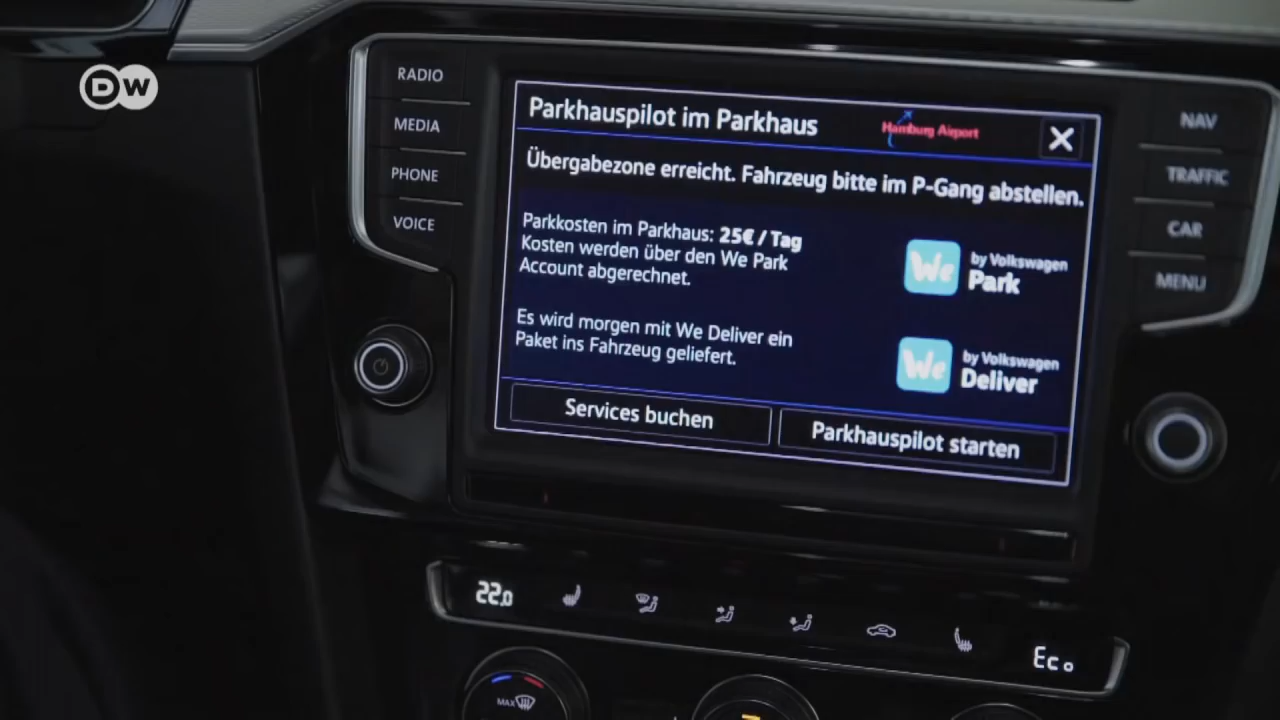 DW
RADIO
MEDIA
PHONE
VOICE
Parkhauspilot im Parkhaus
Hamburg Airport
X
Übergabezone erreicht. Fahrzeug bitte im P-Gang abstellen.
Parkkosten im Parkhaus: 25€ / Tag
Kosten werden über den We Park
Account abgerechnet.
We by Volkswagen
Park
Es wird morgen mit We Deliver ein
Paket ins Fahrzeug geliefert.
We by Volkswagen
Deliver
Services buchen
Parkhauspilot starten
NAV
TRAFFIC
CAR
MENU
22.0
Eco
MAX